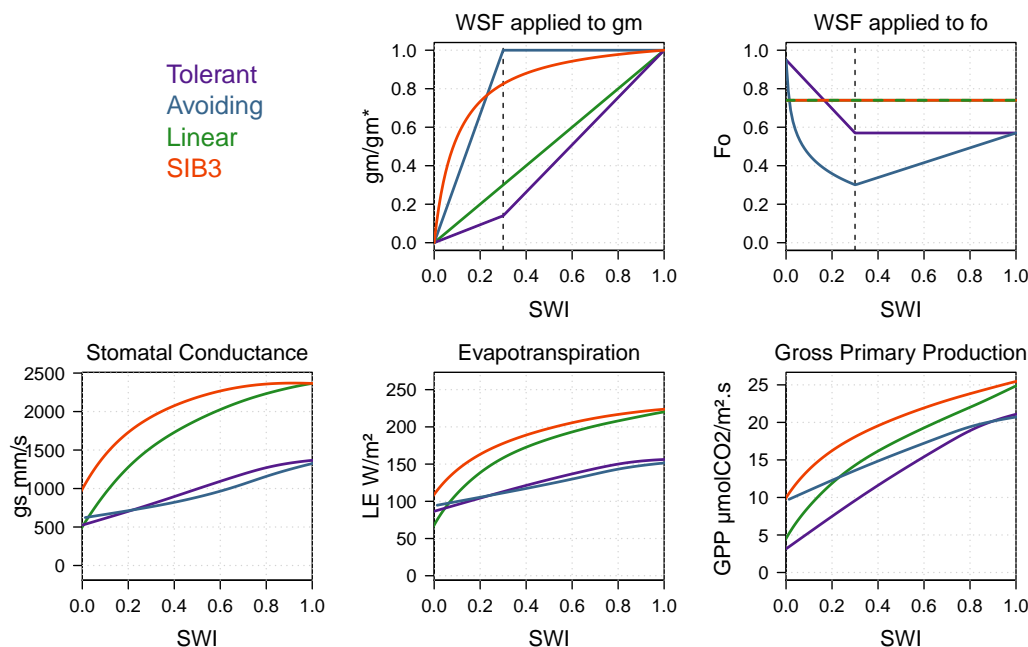 Tolerant
Avoiding
Linear
SIB3
WSF applied to gm
gm/gm*
1.0
0.8
0.6
0.4
0.2
0.0
0.0 0.2 0.4 0.6 0.8 1.0
SWI
WSF applied to fo
Fo
1.0
0.8
0.6
0.4
0.2
0.0
0.0 0.2 0.4 0.6 0.8 1.0
SWI
Stomatal Conductance
gs mm/s
2500
2000
1500
1000
500
0
0.0 0.2 0.4 0.6 0.8 1.0
SWI
Evapotranspiration
LE W/m²
250
200
150
100
50
0
0.0 0.2 0.4 0.6 0.8 1.0
SWI
Gross Primary Production
GPP µmolCO2/m².s
25
20
15
10
5
0
0.0 0.2 0.4 0.6 0.8 1.0
SWI